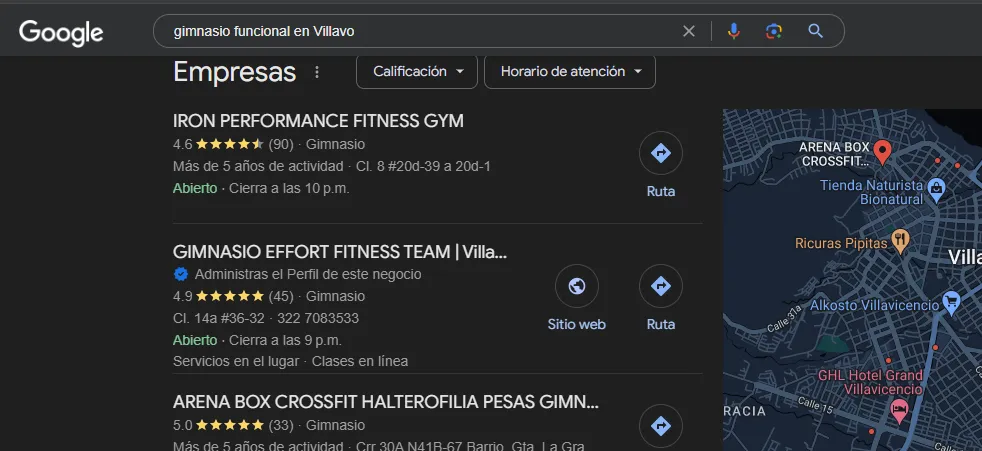 Google
gimnasio funcional en Villavo
Empresas
Calificación
Horario de atención
IRON PERFORMANCE FITNESS GYM
4.6 (90) · Gimnasio
Más de 5 años de actividad · Cl. 8 #20d-39 a 20d-1
Abierto · Cierra a las 10 p.m.
Ruta
GIMNASIO EFFORT FITNESS TEAM | Villa...
Administras el Perfil de este negocio
4.9 (45) · Gimnasio
Cl. 14a #36-32 · 322 7083533
Abierto · Cierra a las 9 p.m.
Servicios en el lugar · Clases en línea
Sitio web
Ruta
ARENA BOX CROSSFIT HALTEROFILIA PESAS GIMN...
5.0 (33) · Gimnasio
Más de 5 años de actividad · Crr 30A N41B-67 Barrio, Gta. La Gra
ARENA BOX
CROSSFIT...
Tienda Naturista
Bionatural
Ricuras Pipitas
Villa
Alkosto Villavicencio
Calle 31a
GHL Hotel Grand
Villavicencio
Calle 15
RACIA